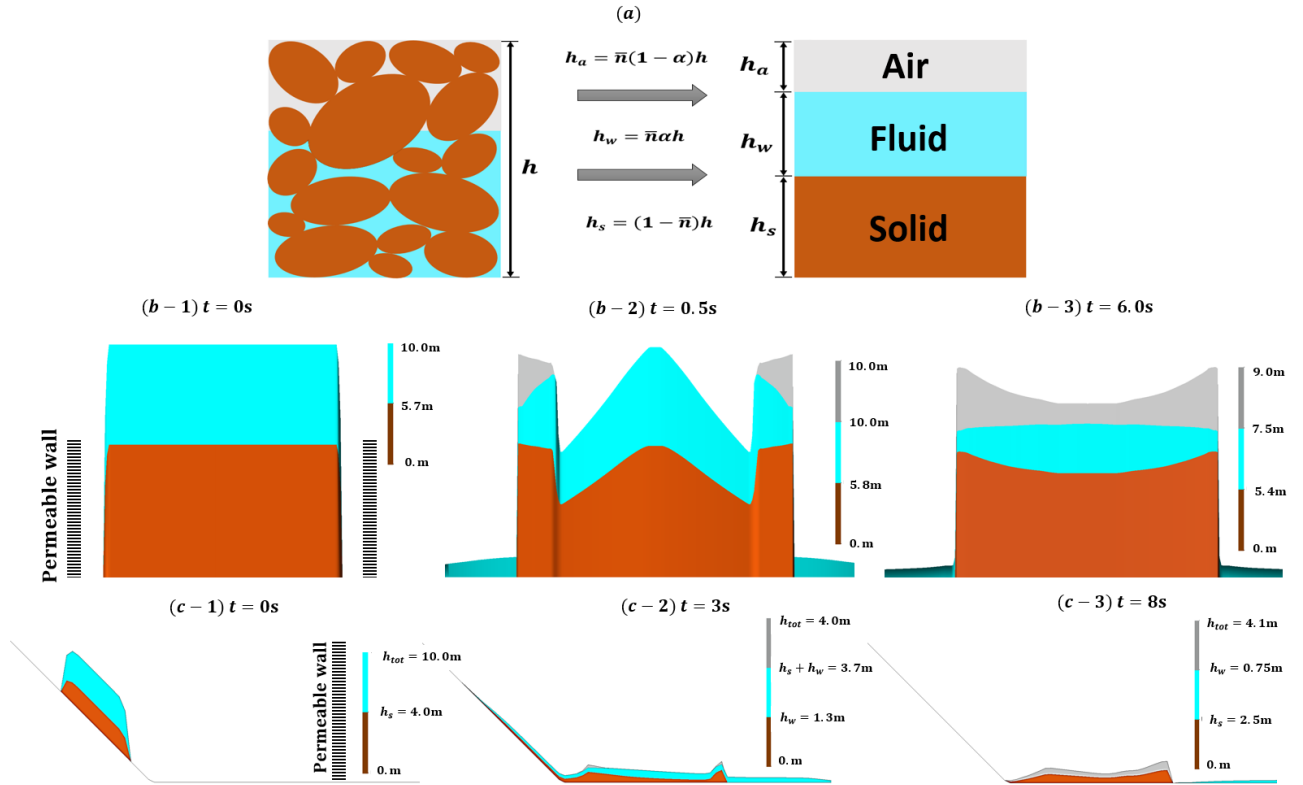 (a)
h_a = n̅(1 − α)h
h_w = n̅αh
h_s = (1 − n̅)h
h
h_a
h_w
h_s
Air
Fluid
Solid
(b − 1) t = 0s
(b − 2) t = 0.5s
(b − 3) t = 6.0s
Permeable wall
10.0m
5.7m
0.m
10.0m
10.0m
5.8m
0.m
9.0m
7.5m
5.4m
0.m
(c − 1) t = 0s
(c − 2) t = 3s
(c − 3) t = 8s
h_tot = 10.0m
h_s = 4.0m
0.m
Permeable wall
h_tot = 4.0m
h_s + h_w = 3.7m
h_w = 1.3m
0.m
h_tot = 4.1m
h_w = 0.75m
h_s = 2.5m
0.m